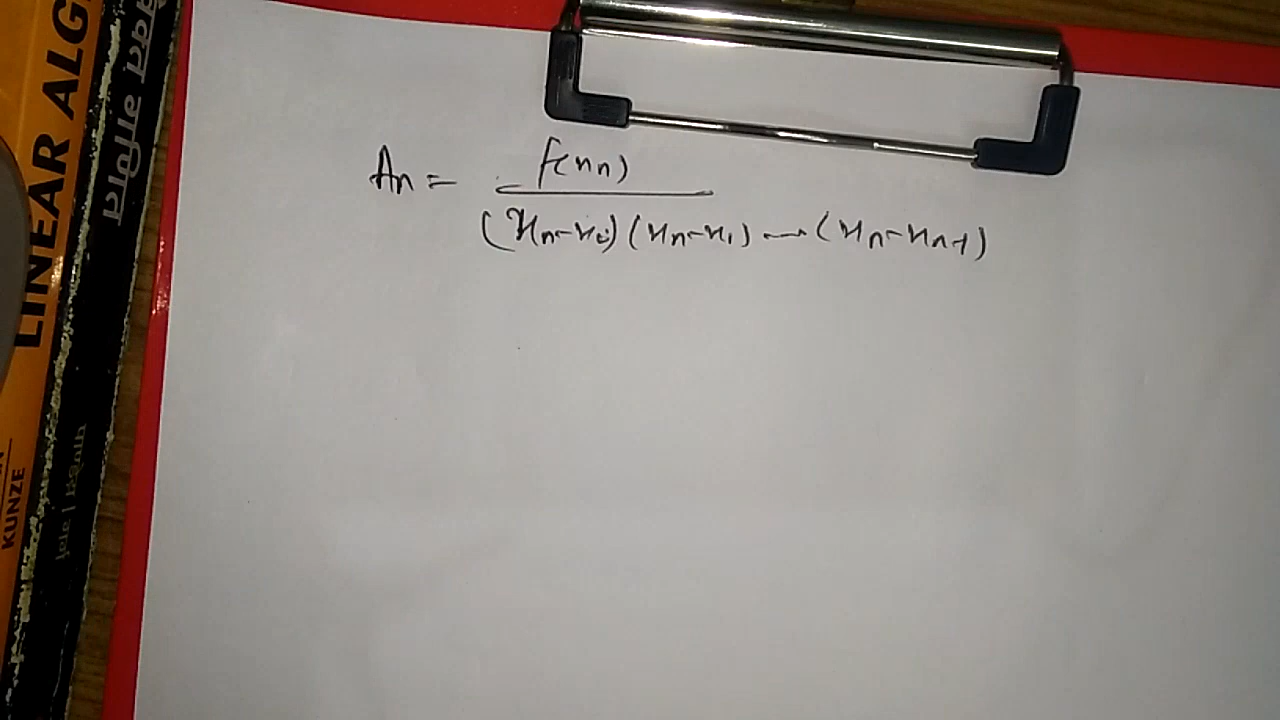 LINEAR ALG
KUNZE
An = f(xn)
(xn-x0)(xn-x1) --- (xn-xn-1)